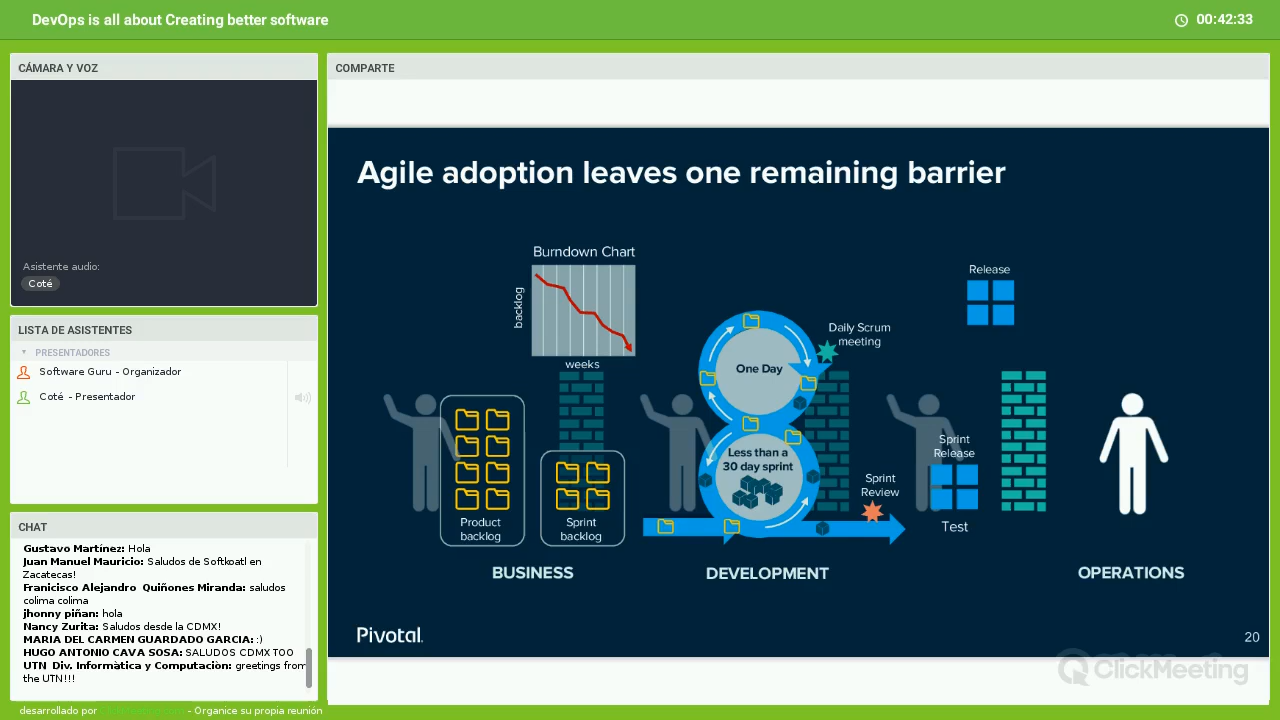 DevOps is all about Creating better software
00:42:33
CÁMARA Y VOZ
Asistente audio:
Coté
LISTA DE ASISTENTES
PRESENTADORES
Software Guru - Organizador
Coté - Presentador
CHAT
Gustavo Martínez: Hola
Juan Manuel Mauricio: Saludos de Softkoatl en
Zacatecas!
Franicisco Alejandro Quiñones Miranda: saludos
colima colima
jhonny piñan: hola
Nancy Zurita: Saludos desde la CDMX!
MARIA DEL CARMEN GUARDADO GARCIA: :)
HUGO ANTONIO CAVA SOSA: SALUDOS CDMX TOO
UTN Div. Informàtica y Computaciòn: greetings from
the UTN!!!
desarrollado por
- Organice su propia reunión
COMPARTE
Agile adoption leaves one remaining barrier
Burndown Chart
backlog
weeks
Product
backlog
Sprint
backlog
BUSINESS
One Day
Daily Scrum
meeting
Less than a
30 day sprint
Sprint
Review
DEVELOPMENT
Release
Sprint
Release
Test
OPERATIONS
Pivotal.
20
ClickMeeting